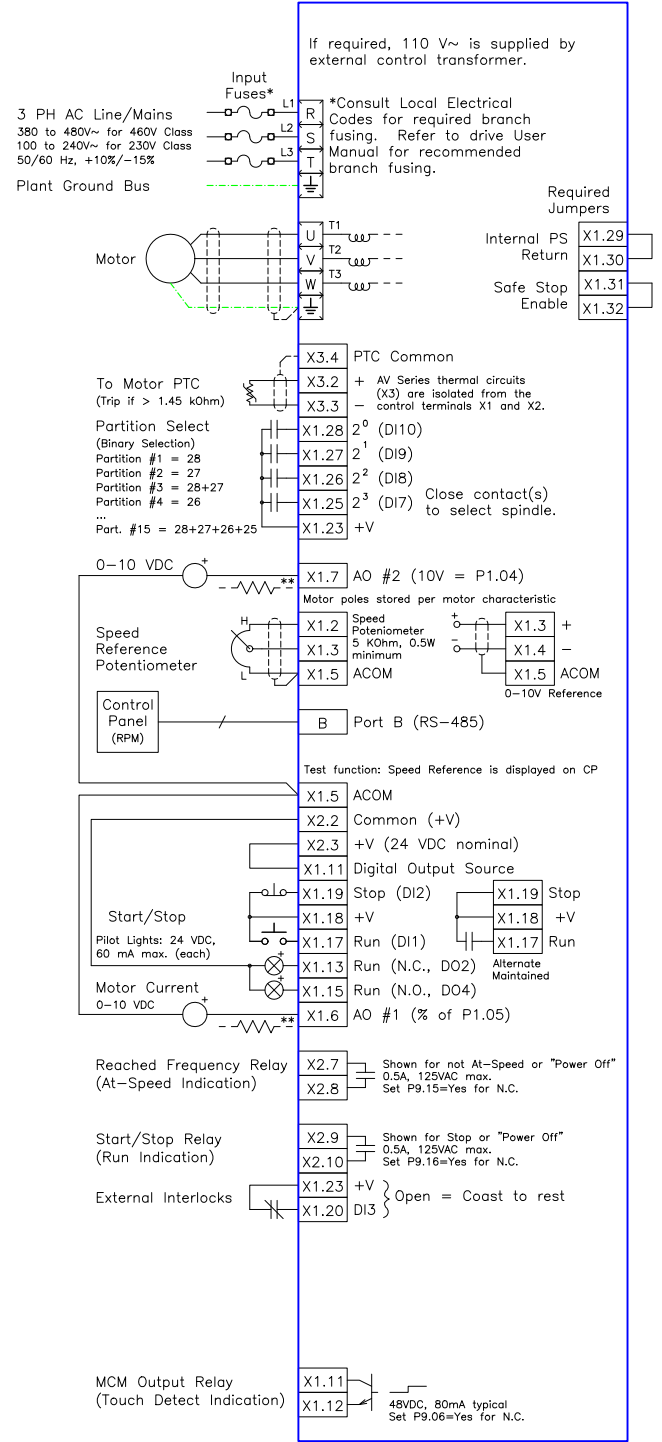 If required, 110 V~ is supplied by
external control transformer.
Input
Fuses*
3 PH AC Line/Mains
380 to 480V~ for 460V Class
100 to 240V~ for 230V Class
50/60 Hz, +10%/-15%
Plant Ground Bus
L1
L2
L3
R
S
T
*Consult Local Electrical
Codes for required branch
fusing. Refer to drive User
Manual for recommended
branch fusing.
Required
Jumpers
Internal PS
Return
X1.29
X1.30
Safe Stop
Enable
X1.31
X1.32
Motor
U T1
V T2
W T3
X3.4 PTC Common
To Motor PTC
(Trip if > 1.45 kOhm)
X3.2 +
X3.3 -
AV Series thermal circuits
(X3) are isolated from the
control terminals X1 and X2.
Partition Select
(Binary Selection)
Partition #1 = 28
Partition #2 = 27
Partition #3 = 28+27
Partition #4 = 26
...
Part. #15 = 28+27+26+25
X1.28 2⁰ (DI10)
X1.27 2¹ (DI9)
X1.26 2² (DI8)
X1.25 2³ (DI7)
X1.23 +V
Close contact(s)
to select spindle.
0-10 VDC
+
**
X1.7 AO #2 (10V = P1.04)
Motor poles stored per motor characteristic
Speed
Reference
Potentiometer
H
L
X1.2
X1.3
X1.5 ACOM
Speed
Poteniometer
5 KOhm, 0.5W
minimum
+
-
X1.3 +
X1.4 -
X1.5 ACOM
0-10V Reference
Control
Panel
(RPM)
B Port B (RS-485)
Test function: Speed Reference is displayed on CP
X1.5 ACOM
X2.2 Common (+V)
X2.3 +V (24 VDC nominal)
X1.11 Digital Output Source
X1.19 Stop (DI2)
X1.18 +V
X1.17 Run (DI1)
X1.13 Run (N.C., DO2)
X1.15 Run (N.O., DO4)
X1.6 AO #1 (% of P1.05)
Start/Stop
Pilot Lights: 24 VDC,
60 mA max. (each)
+
+
Motor Current
0-10 VDC
+
**
X1.19 Stop
X1.18 +V
X1.17 Run
Alternate
Maintained
Reached Frequency Relay
(At-Speed Indication)
X2.7
X2.8
Shown for not At-Speed or "Power Off"
0.5A, 125VAC max.
Set P9.15=Yes for N.C.
Start/Stop Relay
(Run Indication)
X2.9
X2.10
Shown for Stop or "Power Off"
0.5A, 125VAC max.
Set P9.16=Yes for N.C.
External Interlocks
X1.23 +V
X1.20 DI3
Open = Coast to rest
MCM Output Relay
(Touch Detect Indication)
X1.11
X1.12
48VDC, 80mA typical
Set P9.06=Yes for N.C.